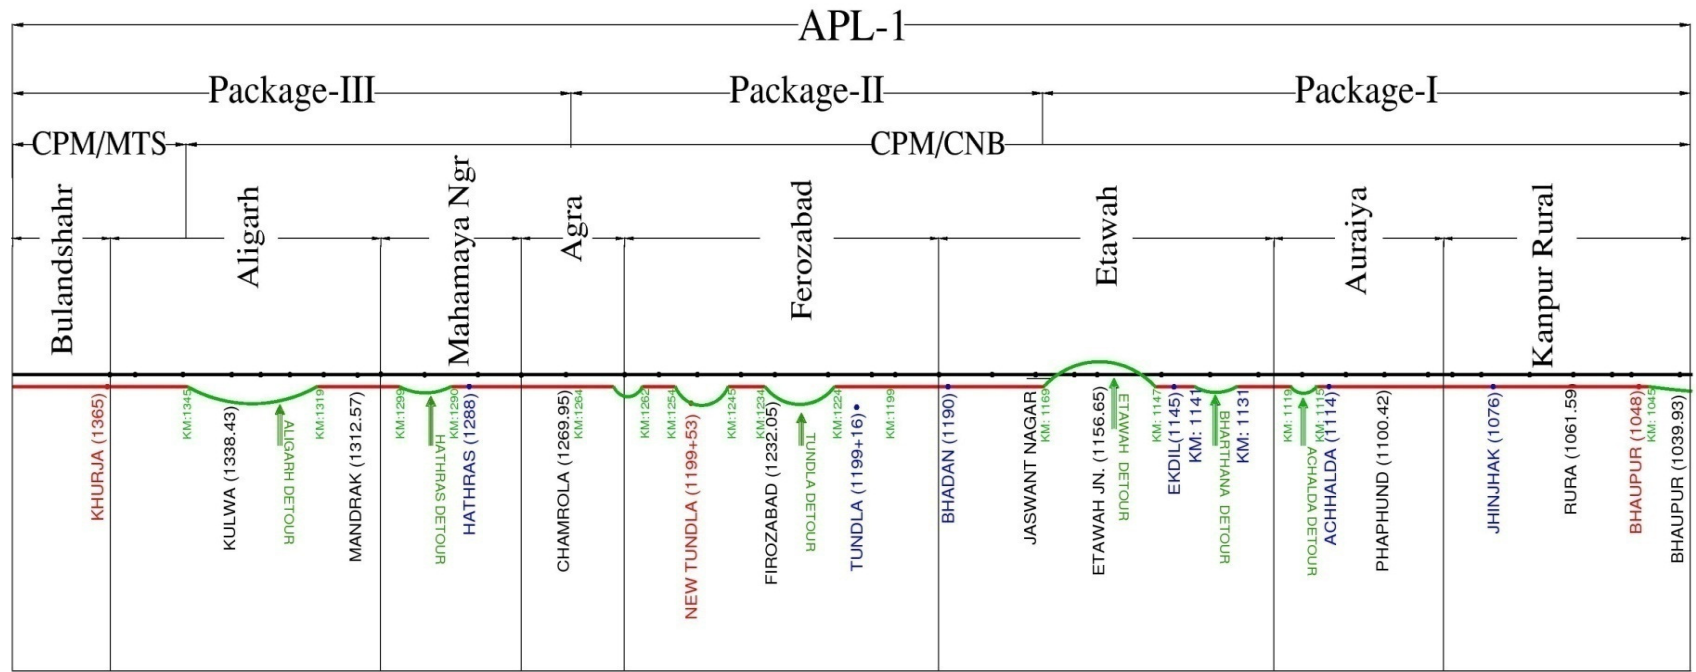 APL-1
Package-III
Package-II
Package-I
CPM/MTS
CPM/CNB
Bulandshahr
Aligarh
Mahamaya Ngr
Agra
Ferozabad
Etawah
Auraiya
Kanpur Rural
KHURJA (1365)
KM:1345
KULWA (1338.43)
ALIGARH DETOUR
KM:1319
MANDRAK (1312.57)
KM:1299
HATHRAS DETOUR
KM:1290
HATHRAS (1288)
CHAMROLA (1269.95)
KM:1264
KM:1262
KM:1254
NEW TUNDLA (1199+53)
KM:1245
KM:1234
FIROZABAD (1232.05)
TUNDLA DETOUR
KM:1224
TUNDLA (1199+16)
KM:1199
BHADAN (1190)
JASWANT NAGAR
KM: 1169
ETAWAH JN. (1156.65)
ETAWAH DETOUR
KM: 1147
EKDIL(1145)
KM: 1141
BHARTHANA DETOUR
KM: 1131
KM: 1119
ACHALDA DETOUR
KM:1115
ACHHALDA (1114)
PHAPHUND (1100.42)
JHINJHAK (1076)
RURA (1061.59)
BHAUPUR (1048)
KM: 1045
BHAUPUR (1039.93)